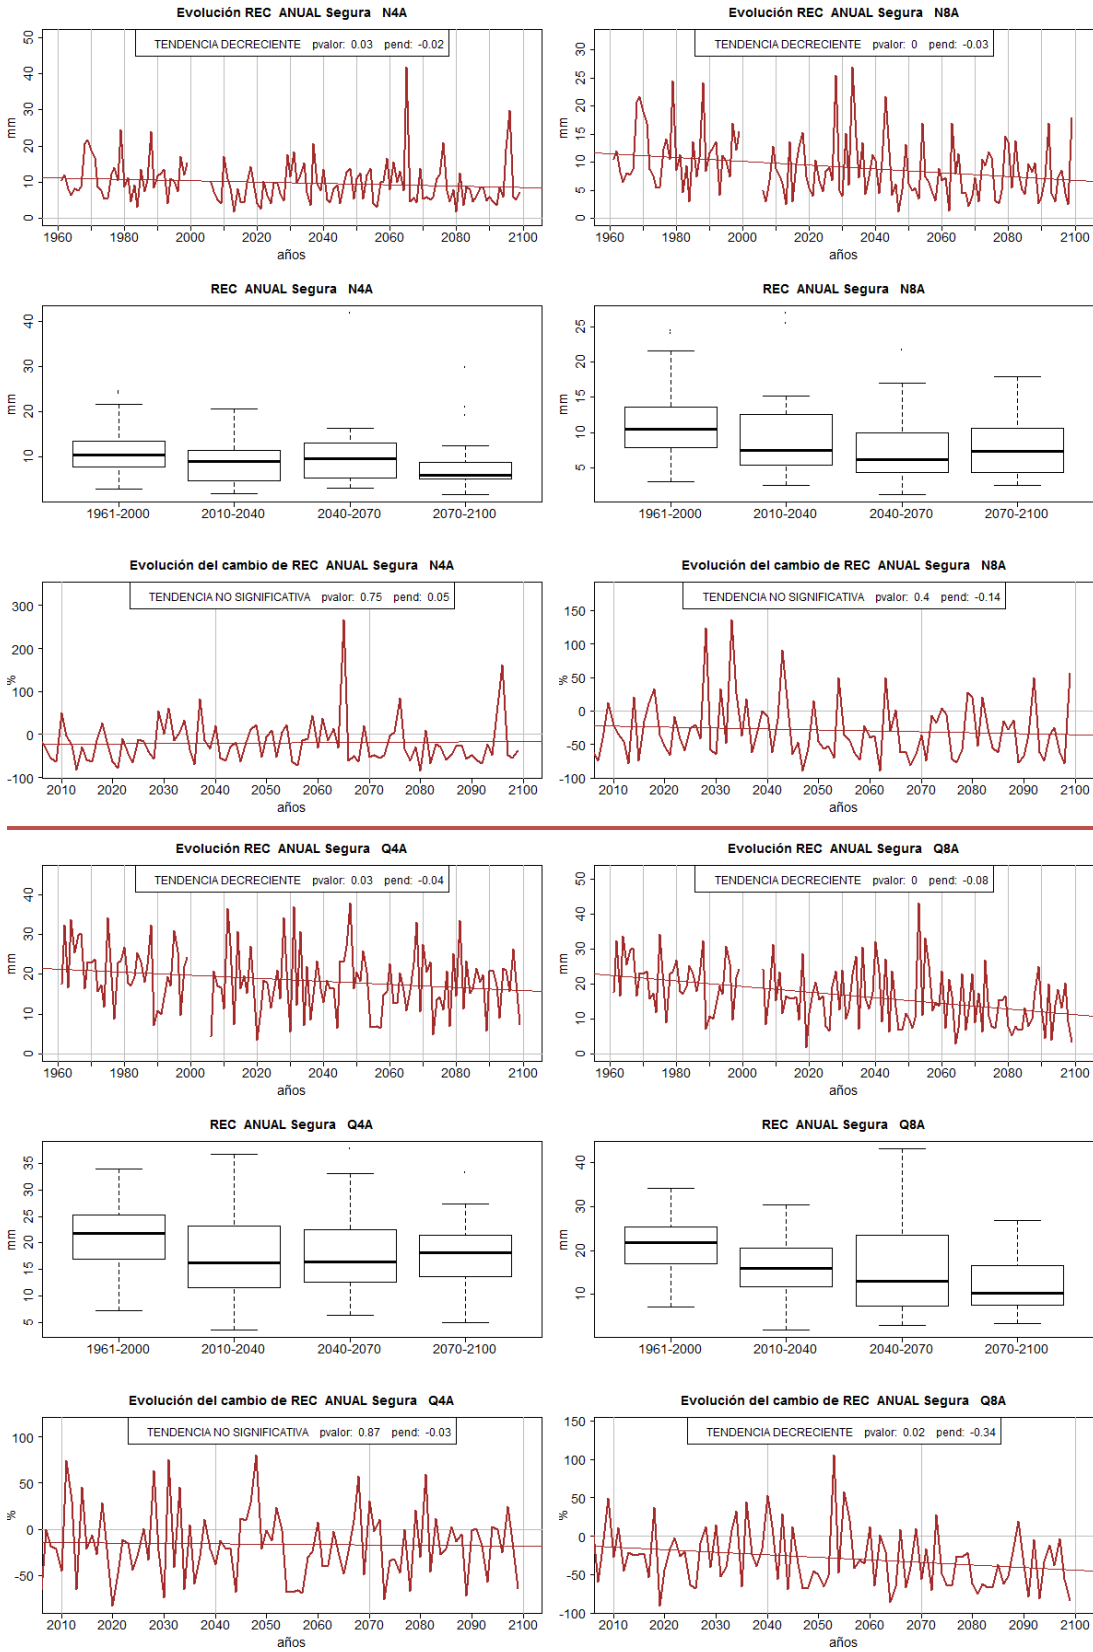 Evolución REC ANUAL Segura N4A
TENDENCIA DECRECIENTE pvalor: 0.03 pend: -0.02
mm
0 10 20 30 40 50
1960 1980 2000 2020 2040 2060 2080 2100
años
Evolución REC ANUAL Segura N8A
TENDENCIA DECRECIENTE pvalor: 0 pend: -0.03
mm
0 5 10 15 20 25 30
1960 1980 2000 2020 2040 2060 2080 2100
años
REC ANUAL Segura N4A
mm
10 20 30 40
1961-2000 2010-2040 2040-2070 2070-2100
REC ANUAL Segura N8A
mm
5 10 15 20 25
1961-2000 2010-2040 2040-2070 2070-2100
Evolución del cambio de REC ANUAL Segura N4A
TENDENCIA NO SIGNIFICATIVA pvalor: 0.75 pend: 0.05
%
-100 0 100 200 300
2010 2020 2030 2040 2050 2060 2070 2080 2090 2100
años
Evolución del cambio de REC ANUAL Segura N8A
TENDENCIA NO SIGNIFICATIVA pvalor: 0.4 pend: -0.14
%
-100 -50 0 50 100 150
2010 2020 2030 2040 2050 2060 2070 2080 2090 2100
años
Evolución REC ANUAL Segura Q4A
TENDENCIA DECRECIENTE pvalor: 0.03 pend: -0.04
mm
0 10 20 30 40
1960 1980 2000 2020 2040 2060 2080 2100
años
Evolución REC ANUAL Segura Q8A
TENDENCIA DECRECIENTE pvalor: 0 pend: -0.08
mm
0 10 20 30 40 50
1960 1980 2000 2020 2040 2060 2080 2100
años
REC ANUAL Segura Q4A
mm
5 10 15 20 25 30 35
1961-2000 2010-2040 2040-2070 2070-2100
REC ANUAL Segura Q8A
mm
10 20 30 40
1961-2000 2010-2040 2040-2070 2070-2100
Evolución del cambio de REC ANUAL Segura Q4A
TENDENCIA NO SIGNIFICATIVA pvalor: 0.87 pend: -0.03
%
-50 0 50 100
2010 2020 2030 2040 2050 2060 2070 2080 2090 2100
años
Evolución del cambio de REC ANUAL Segura Q8A
TENDENCIA DECRECIENTE pvalor: 0.02 pend: -0.34
%
-100 -50 0 50 100 150
2010 2020 2030 2040 2050 2060 2070 2080 2090 2100
años